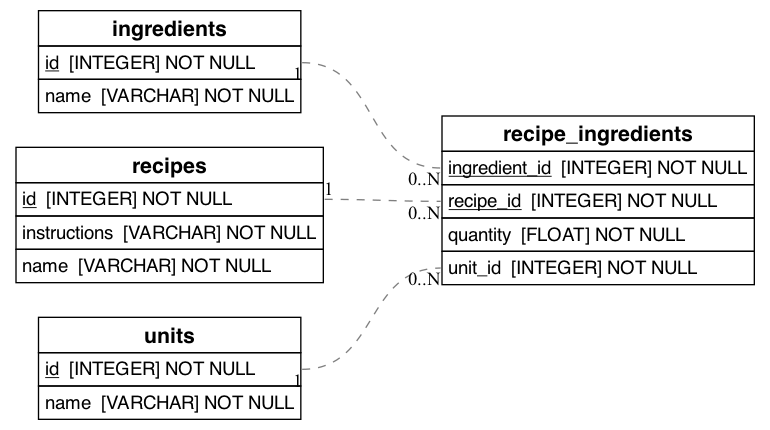 ingredients
id [INTEGER] NOT NULL
1
name [VARCHAR] NOT NULL
recipes
id [INTEGER] NOT NULL
1
instructions [VARCHAR] NOT NULL
name [VARCHAR] NOT NULL
units
id [INTEGER] NOT NULL
1
name [VARCHAR] NOT NULL
recipe_ingredients
ingredient_id [INTEGER] NOT NULL
0..N
recipe_id [INTEGER] NOT NULL
0..N
quantity [FLOAT] NOT NULL
unit_id [INTEGER] NOT NULL
0..N